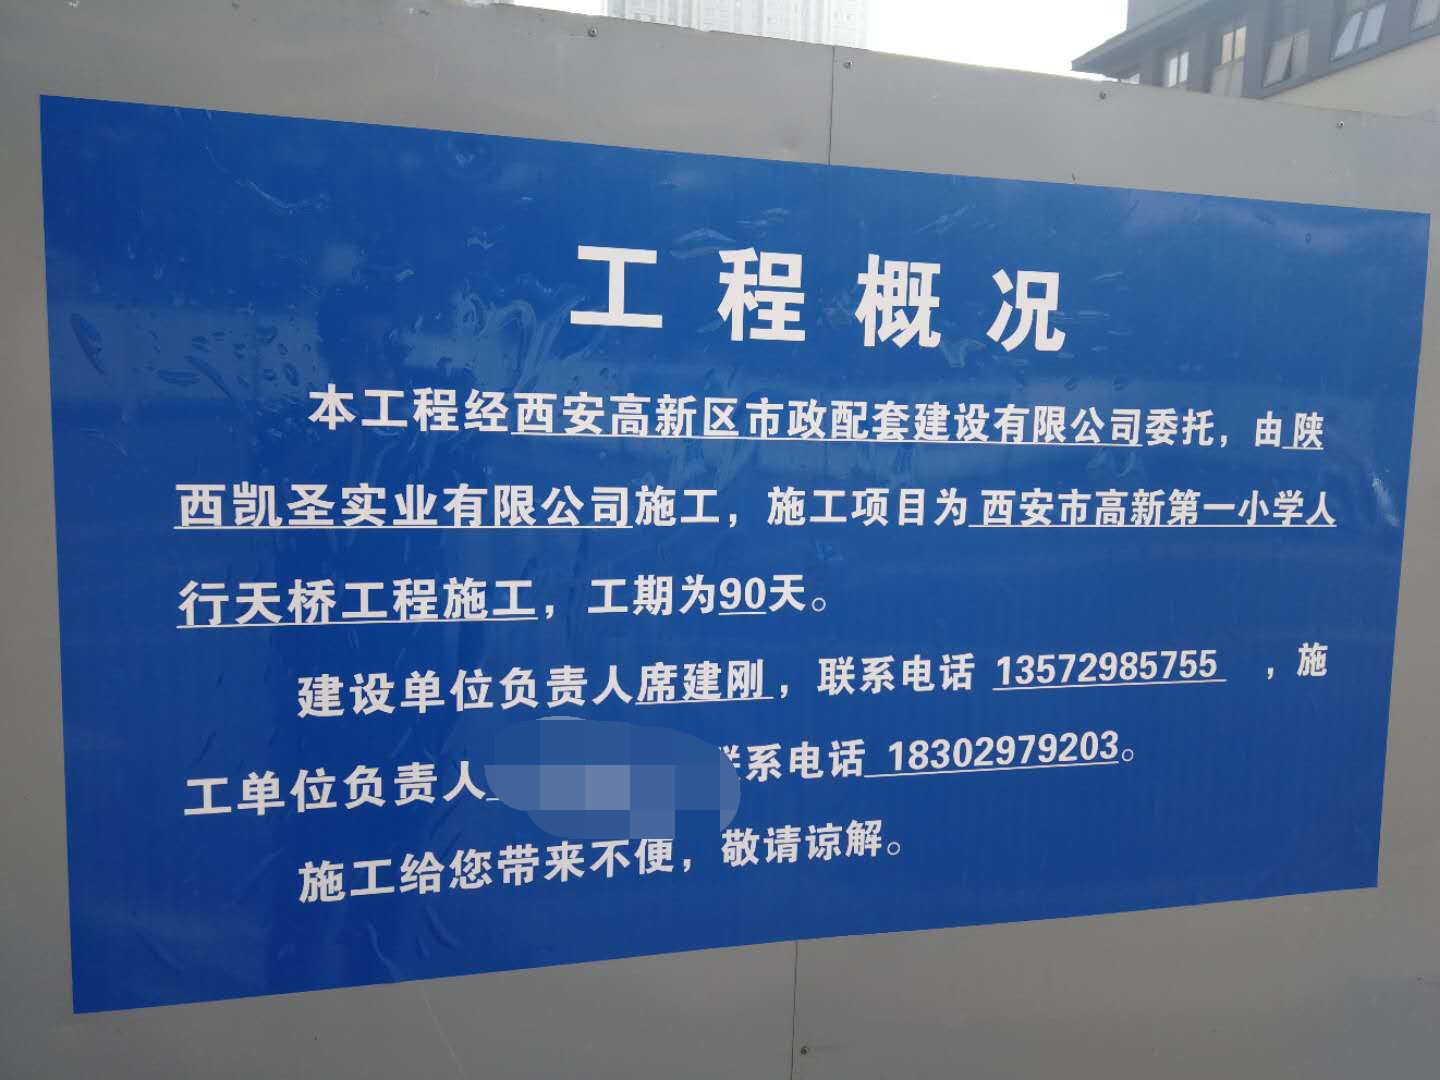 工程概况
本工程经西安高新区市政配套建设有限公司委托，由陕
西凯圣实业有限公司施工，施工项目为西安市高新第一小学人
行天桥工程施工，工期为90天。
建设单位负责人席建刚，联系电话 13572985755 ，施
工单位负责人 系电话 18302979203。
施工给您带来不便，敬请谅解。